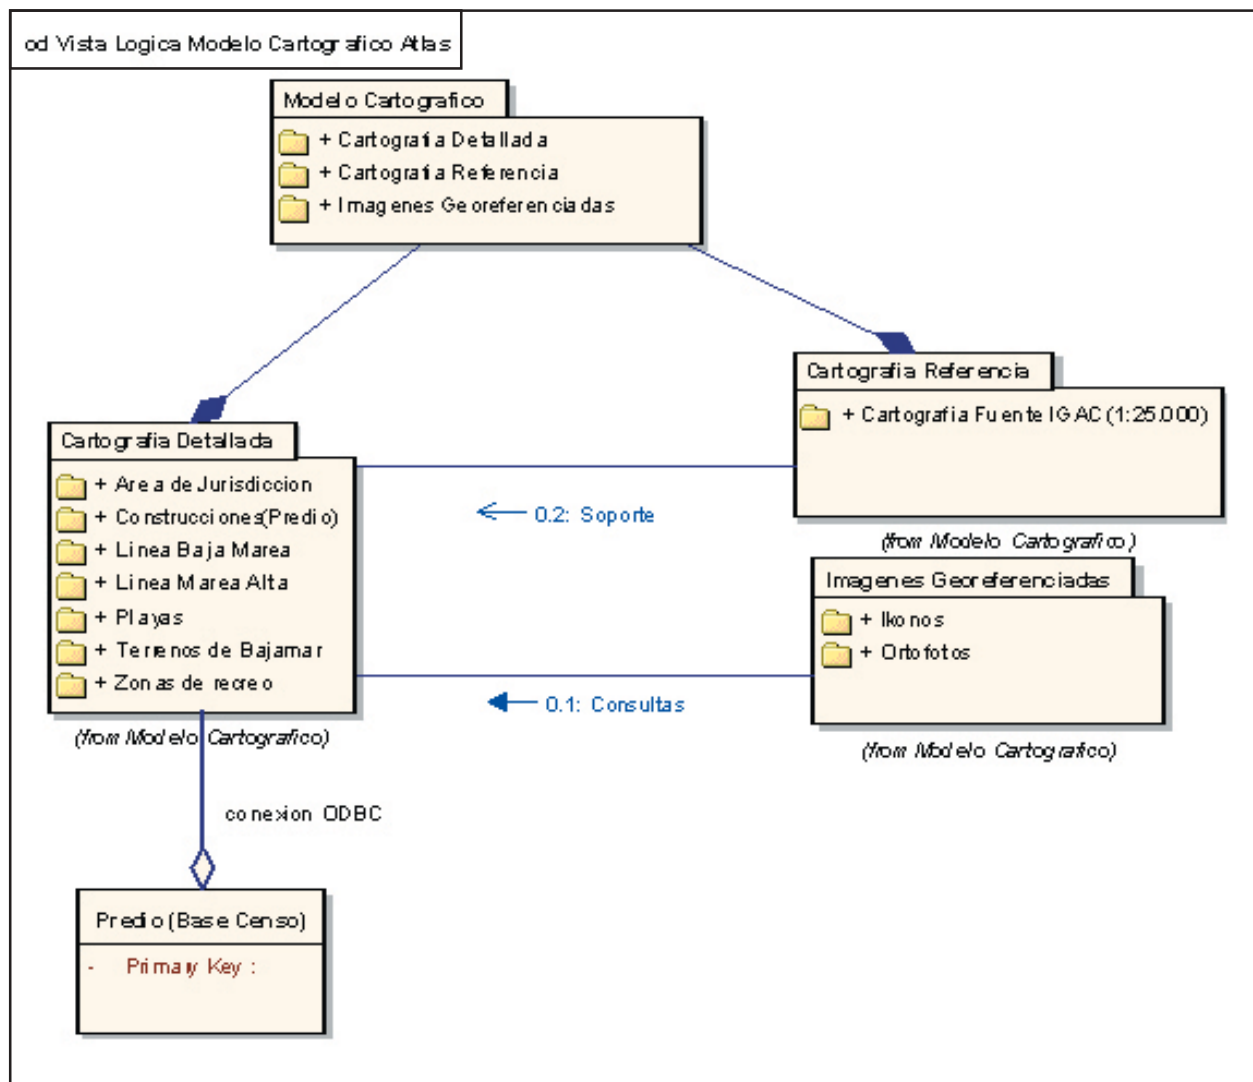 od Vista Logica Modelo Cartografico Atlas
Modelo Cartografico
+ Cartografía Detallada
+ Cartografía Referencia
+ Imagenes Georeferenciadas
Cartografia Referencia
+ Cartografia Fuente IGAC (1:25.000)
(from Modelo Cartografico)
Cartografia Detallada
+ Area de Jurisdiccion
+ Construcciones(Predio)
+ Linea Baja Marea
+ Linea Marea Alta
+ Playas
+ Terrenos de Bajamar
+ Zonas de recreo
(from Modelo Cartografico)
0.2: Soporte
Imagenes Georeferenciadas
+ Ikonos
+ Ortofotos
(from Modelo Cartografico)
0.1: Consultas
conexion ODBC
Predio (Base Censo)
- Primary Key :